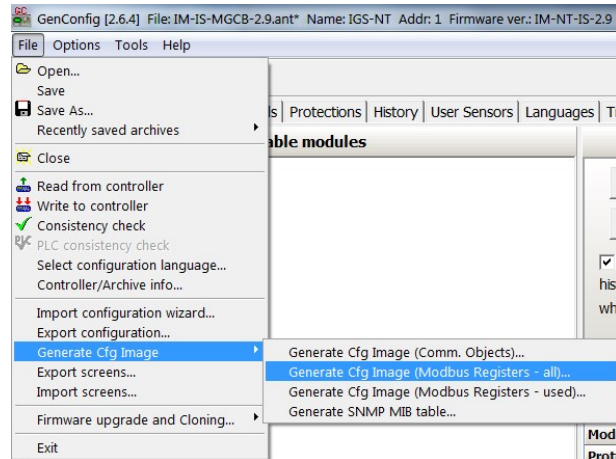 GenConfig [2.6.4] File: IM-IS-MGCB-2.9.ant* Name: IGS-NT Addr: 1 Firmware ver.: IM-NT-IS-2.9
File Options Tools Help
Open...
Save
Save As...
Recently saved archives
Close
Read from controller
Write to controller
Consistency check
PLC consistency check
Select configuration language...
Controller/Archive info...
Import configuration wizard...
Export configuration...
Generate Cfg Image
Export screens...
Import screens...
Firmware upgrade and Cloning...
Exit
Protections History User Sensors Languages
modules
Generate Cfg Image (Comm. Objects)...
Generate Cfg Image (Modbus Registers - all)...
Generate Cfg Image (Modbus Registers - used)...
Generate SNMP MIB table...
his
wh
Mod
Prot